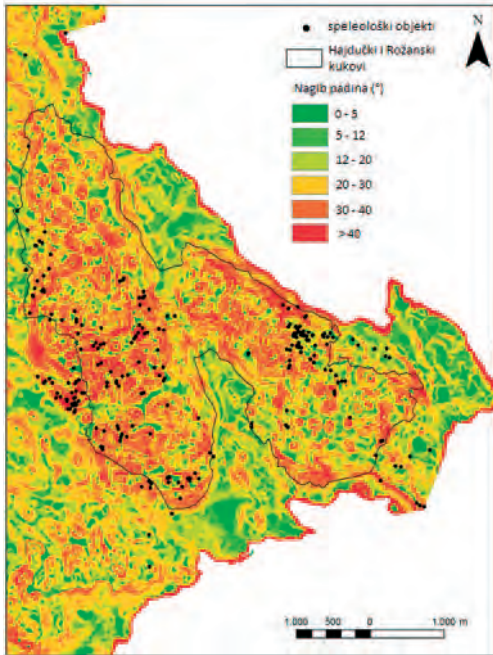 N
speleološki objekti
Hajdučki i Rožanski
kukovi
Nagib padina (°)
0 - 5
5 - 12
12 - 20
20 - 30
30 - 40
>40
1.000 500 0 1.000 m